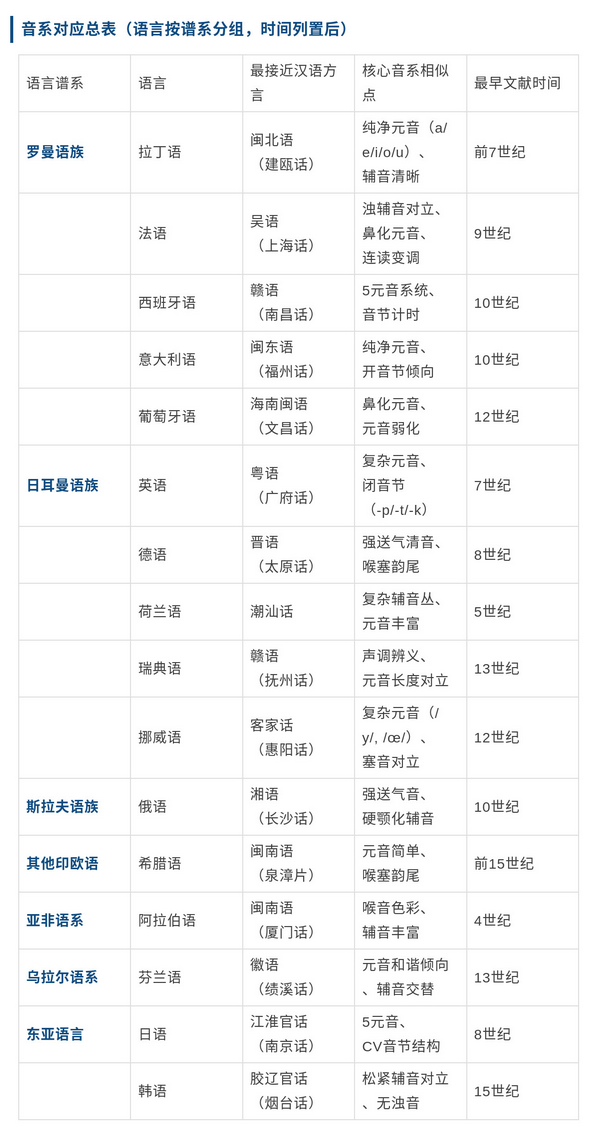 音系对应总表（语言按谱系分组，时间列置后）
语言谱系
语言
最接近汉语方
言
核心音系相似
点
最早文献时间
罗曼语族
拉丁语
闽北语
（建瓯话）
纯净元音（a/
e/i/o/u）、
辅音清晰
前7世纪
法语
吴语
（上海话）
浊辅音对立、
鼻化元音、
连读变调
9世纪
西班牙语
赣语
（南昌话）
5元音系统、
音节计时
10世纪
意大利语
闽东语
（福州话）
纯净元音、
开音节倾向
10世纪
葡萄牙语
海南闽语
（文昌话）
鼻化元音、
元音弱化
12世纪
日耳曼语族
英语
粤语
（广府话）
复杂元音、
闭音节
（-p/-t/-k）
7世纪
德语
晋语
（太原话）
强送气清音、
喉塞韵尾
8世纪
荷兰语
潮汕话
复杂辅音丛、
元音丰富
5世纪
瑞典语
赣语
（抚州话）
声调辨义、
元音长度对立
13世纪
挪威语
客家话
（惠阳话）
复杂元音（/
y/, /œ/）、
塞音对立
12世纪
斯拉夫语族
俄语
湘语
（长沙话）
强送气音、
硬颚化辅音
10世纪
其他印欧语
希腊语
闽南语
（泉漳片）
元音简单、
喉塞韵尾
前15世纪
亚非语系
阿拉伯语
闽南语
（厦门话）
喉音色彩、
辅音丰富
4世纪
乌拉尔语系
芬兰语
徽语
（绩溪话）
元音和谐倾向
、辅音交替
13世纪
东亚语言
日语
江淮官话
（南京话）
5元音、
CV音节结构
8世纪
韩语
胶辽官话
（烟台话）
松紧辅音对立
、无浊音
15世纪